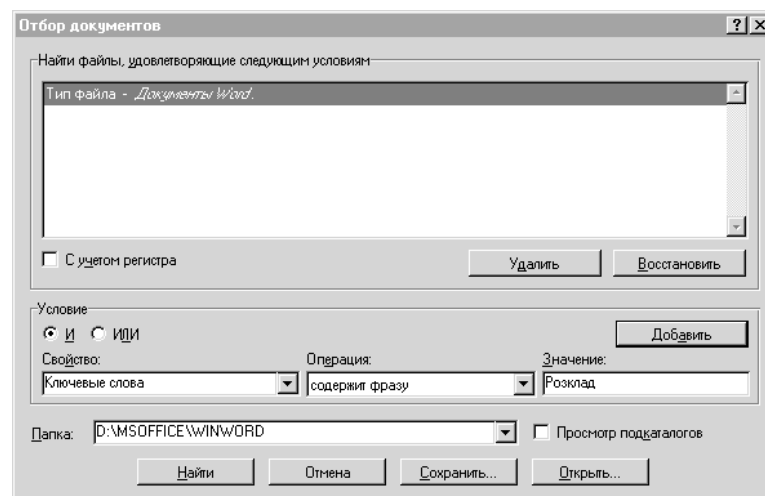 Отбор документов
Найти файлы, удовлетворяющие следующим условиям
Тип файла - Документы Word.
С учетом регистра
Удалить Восстановить
Условие
И ИЛИ Добавить
Свойство: Операция: Значение:
Ключевые слова содержит фразу Розклад
Папка: D:\MSOFFICE\WINWORD Просмотр подкаталогов
Найти Отмена Сохранить... Открыть...